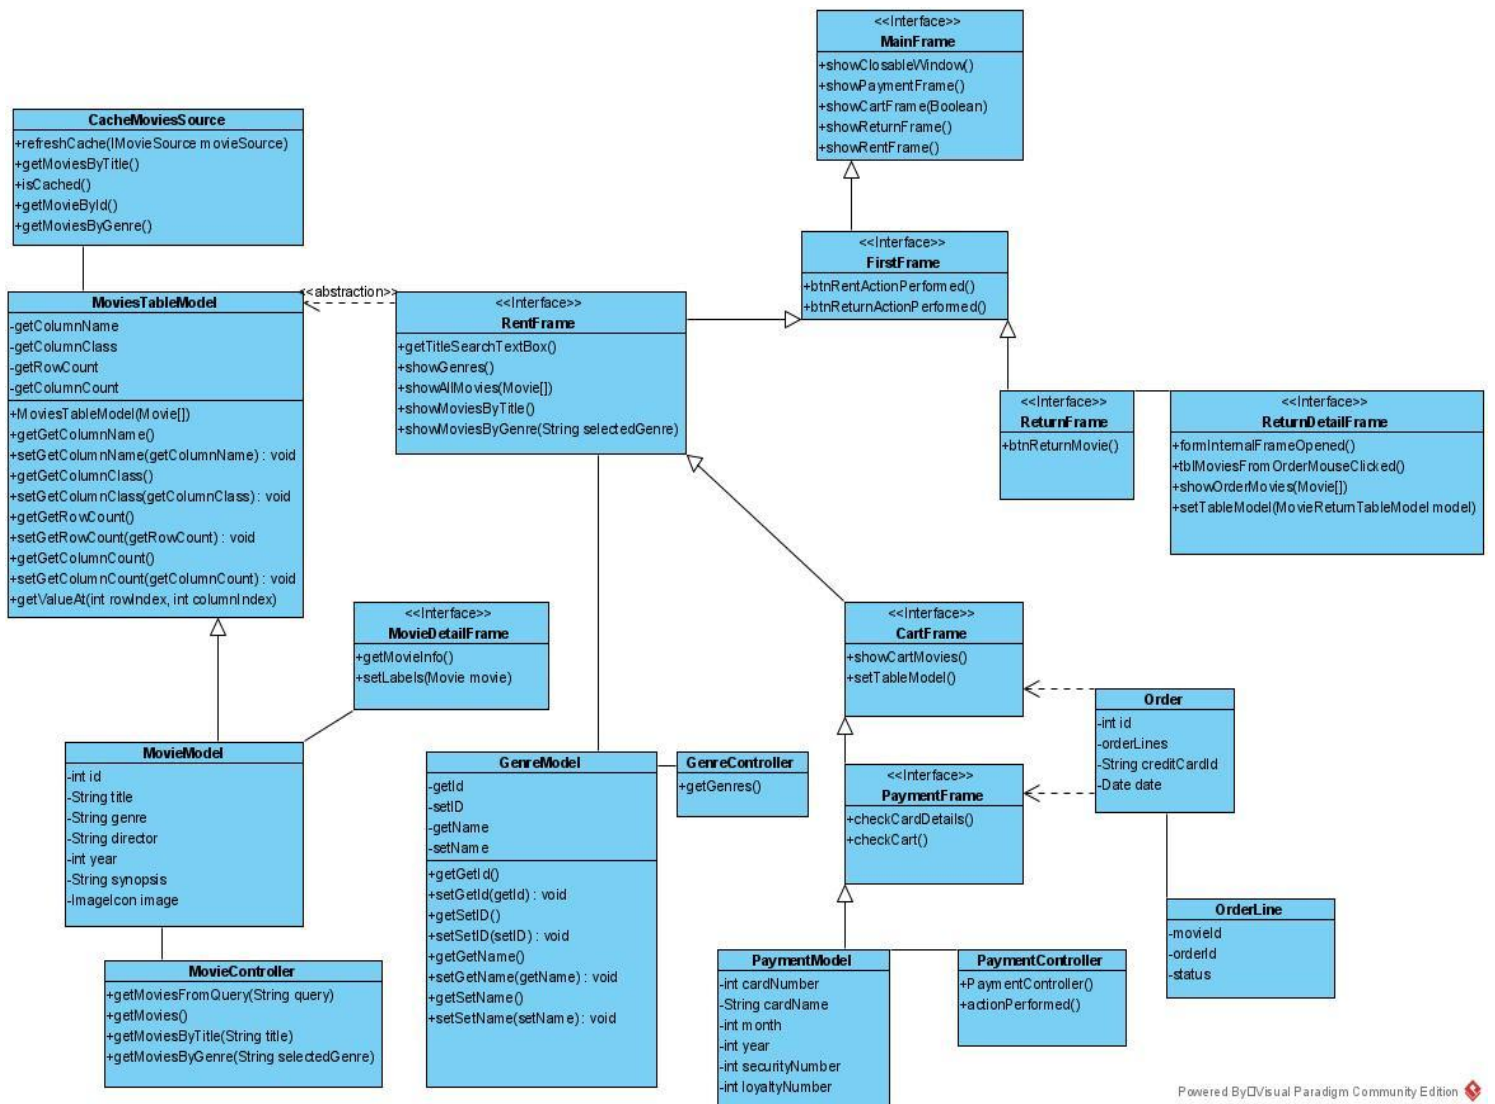 <<Interface>>
MainFrame
+showClosableWindow()
+showPaymentFrame()
+showCartFrame(Boolean)
+showReturnFrame()
+showRentFrame()
CacheMoviesSource
+refreshCache(IMovieSource movieSource)
+getMoviesByTitle()
+isCached()
+getMovieById()
+getMoviesByGenre()
<<Interface>>
FirstFrame
+btnRentActionPerformed()
+btnReturnActionPerformed()
MoviesTableModel
-getColumnName
-getColumnClass
-getRowCount
-getColumnCount
+MoviesTableModel(Movie[])
+getGetColumnName()
+setGetColumnName(getColumnName) : void
+getGetColumnClass()
+setGetColumnClass(getColumnClass) : void
+getGetRowCount()
+setGetRowCount(getRowCount) : void
+getGetColumnCount()
+setGetColumnCount(getColumnCount) : void
+getValueAt(int rowIndex, int columnIndex)
<<abstraction>>
<<Interface>>
RentFrame
+getTitleSearchTextBox()
+showGenres()
+showAllMovies(Movie[])
+showMoviesByTitle()
+showMoviesByGenre(String selectedGenre)
<<Interface>>
ReturnFrame
+btnReturnMovie()
<<Interface>>
ReturnDetailFrame
+formInternalFrameOpened()
+tblMoviesFromOrderMouseClicked()
+showOrderMovies(Movie[])
+setTableModel(MovieReturnTableModel model)
<<Interface>>
MovieDetailFrame
+getMovieInfo()
+setLabels(Movie movie)
<<Interface>>
CartFrame
+showCartMovies()
+setTableModel()
Order
-int id
-orderLines
-String creditCardId
-Date date
MovieModel
-int id
-String title
-String genre
-String director
-int year
-String synopsis
-ImageIcon image
GenreModel
-getId
-setID
-getName
-setName
+getGetId()
+setGetId(getId) : void
+getSetID()
+setSetID(setID) : void
+getGetName()
+setGetName(getName) : void
+getSetName()
+setSetName(setName) : void
GenreController
+getGenres()
<<Interface>>
PaymentFrame
+checkCardDetails()
+checkCart()
OrderLine
-movieId
-orderId
-status
MovieController
+getMoviesFromQuery(String query)
+getMovies()
+getMoviesByTitle(String title)
+getMoviesByGenre(String selectedGenre)
PaymentModel
-int cardNumber
-String cardName
-int month
-int year
-int securityNumber
-int loyaltyNumber
PaymentController
+PaymentController()
+actionPerformed()
Powered By□Visual Paradigm Community Edition